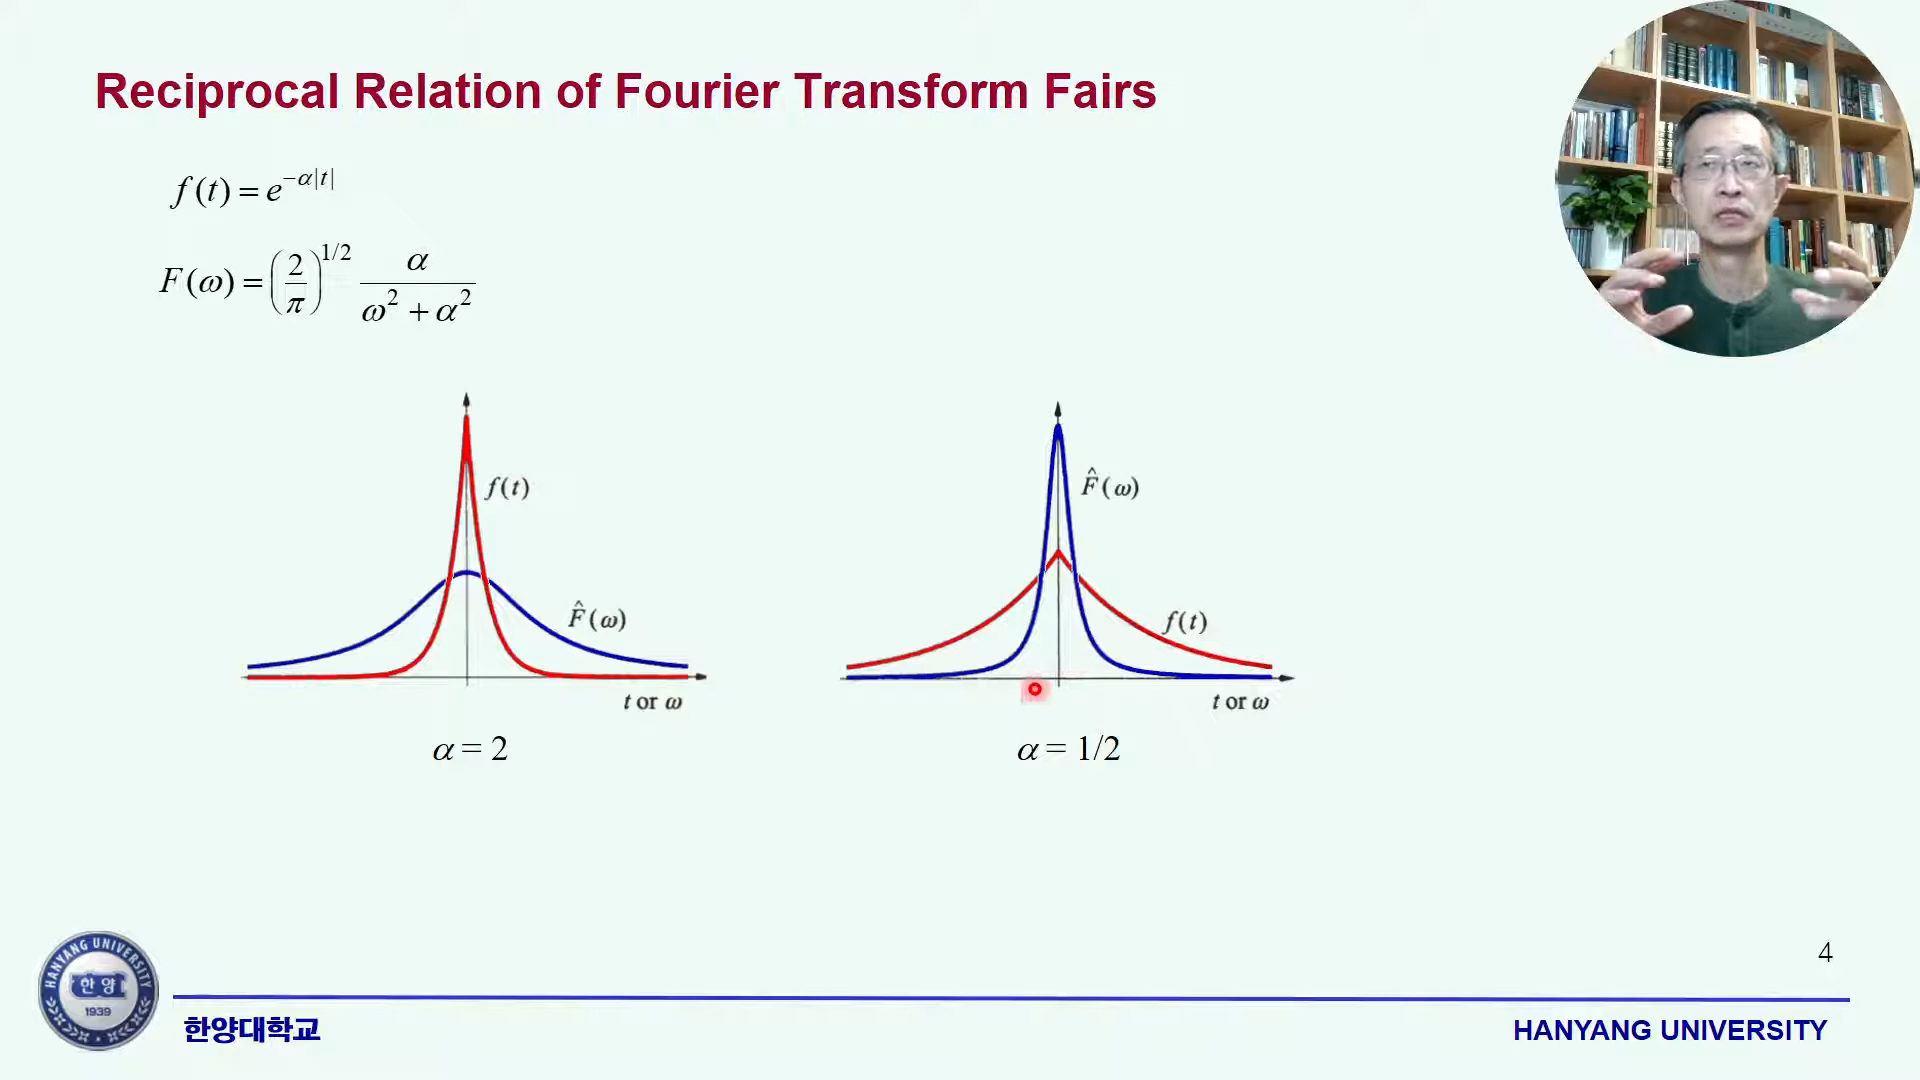 Reciprocal Relation of Fourier Transform Fairs
f(t) = e^{-α|t|}
F(ω) = (2/π)^{1/2} α/(ω² + α²)
f(t)
F̂(ω)
t or ω
α = 2
F̂(ω)
f(t)
t or ω
α = 1/2
4
HANYANG UNIVERSITY
한양
1939
한양대학교
HANYANG UNIVERSITY